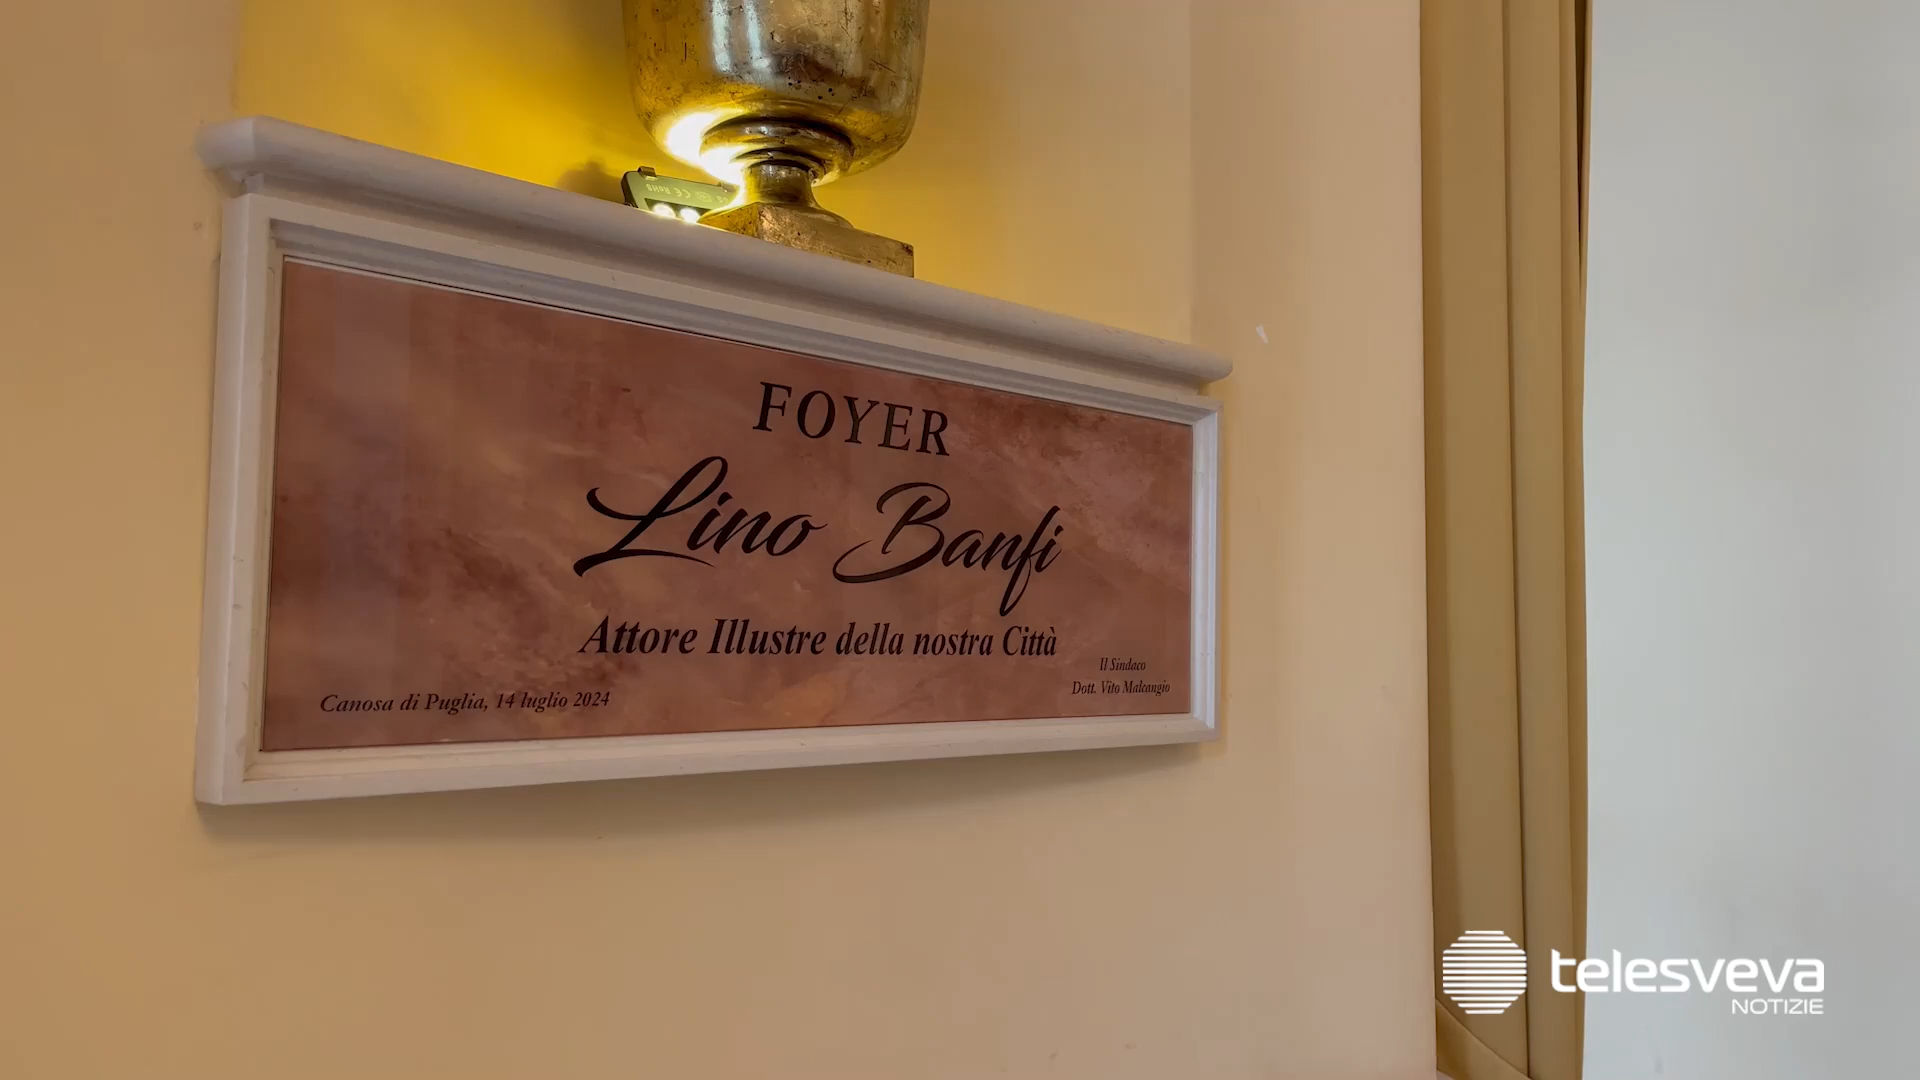 FOYER
Lino Banfi
Attore Illustre della nostra Città
Il Sindaco
Dott. Vito Malcangio
Canosa di Puglia, 14 luglio 2024
telesveva
NOTIZIE